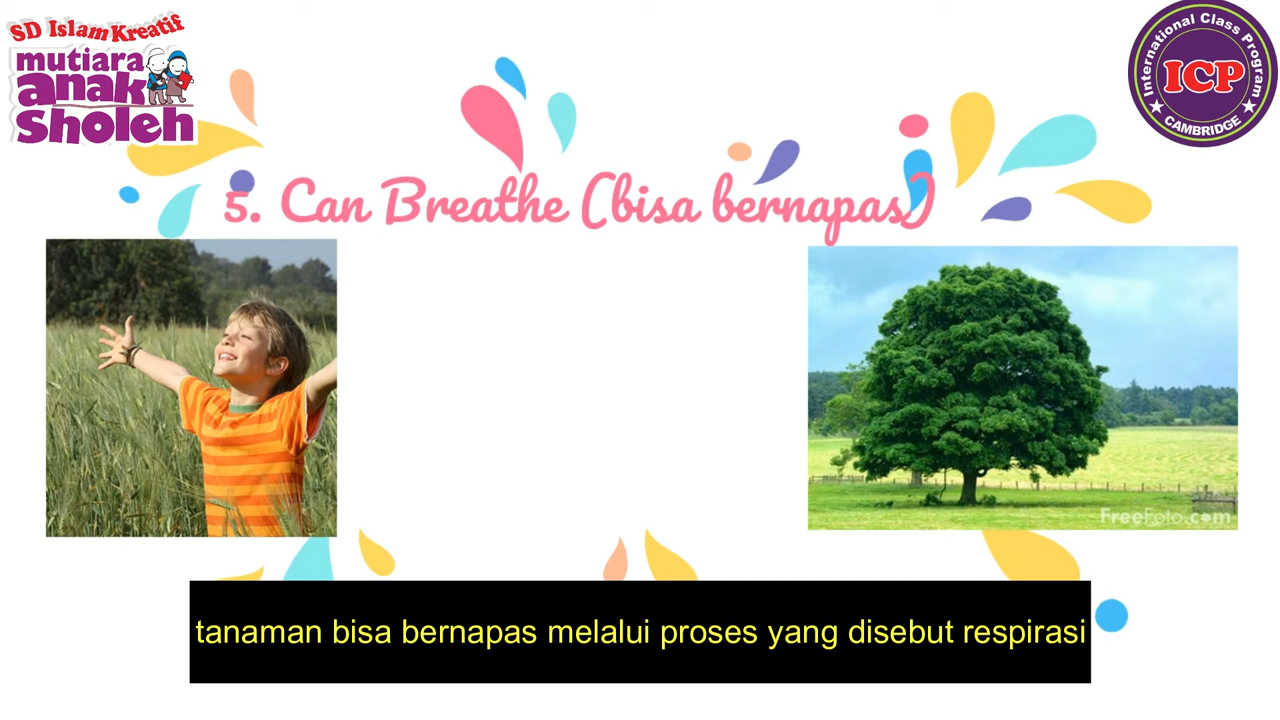 SD Islam Kreatif
mutiara
anak
sholeh
International Class Program
ICP
CAMBRIDGE
5. Can Breathe (bisa bernapas)
FreeFoto.com
tanaman bisa bernapas melalui proses yang disebut respirasi